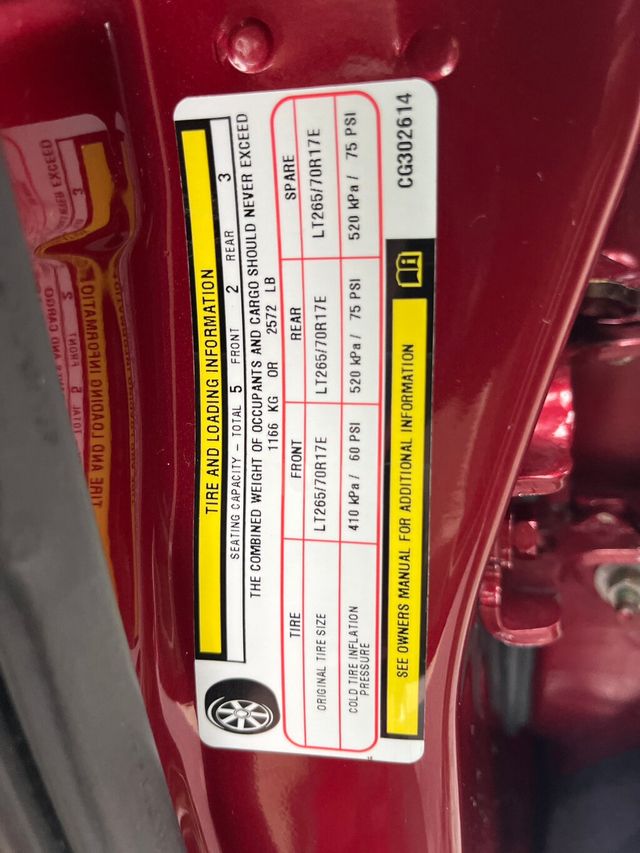 TIRE AND LOADING INFORMATION
SEATING CAPACITY – TOTAL 5 FRONT 2 REAR 3
THE COMBINED WEIGHT OF OCCUPANTS AND CARGO SHOULD NEVER EXCEED
1166 KG OR 2572 LB
TIRE FRONT REAR SPARE
ORIGINAL TIRE SIZE LT265/70R17E LT265/70R17E LT265/70R17E
COLD TIRE INFLATION PRESSURE 410 kPa/ 60 PSI 520 kPa/ 75 PSI 520 kPa/ 75 PSI
SEE OWNERS MANUAL FOR ADDITIONAL INFORMATION
CG302614